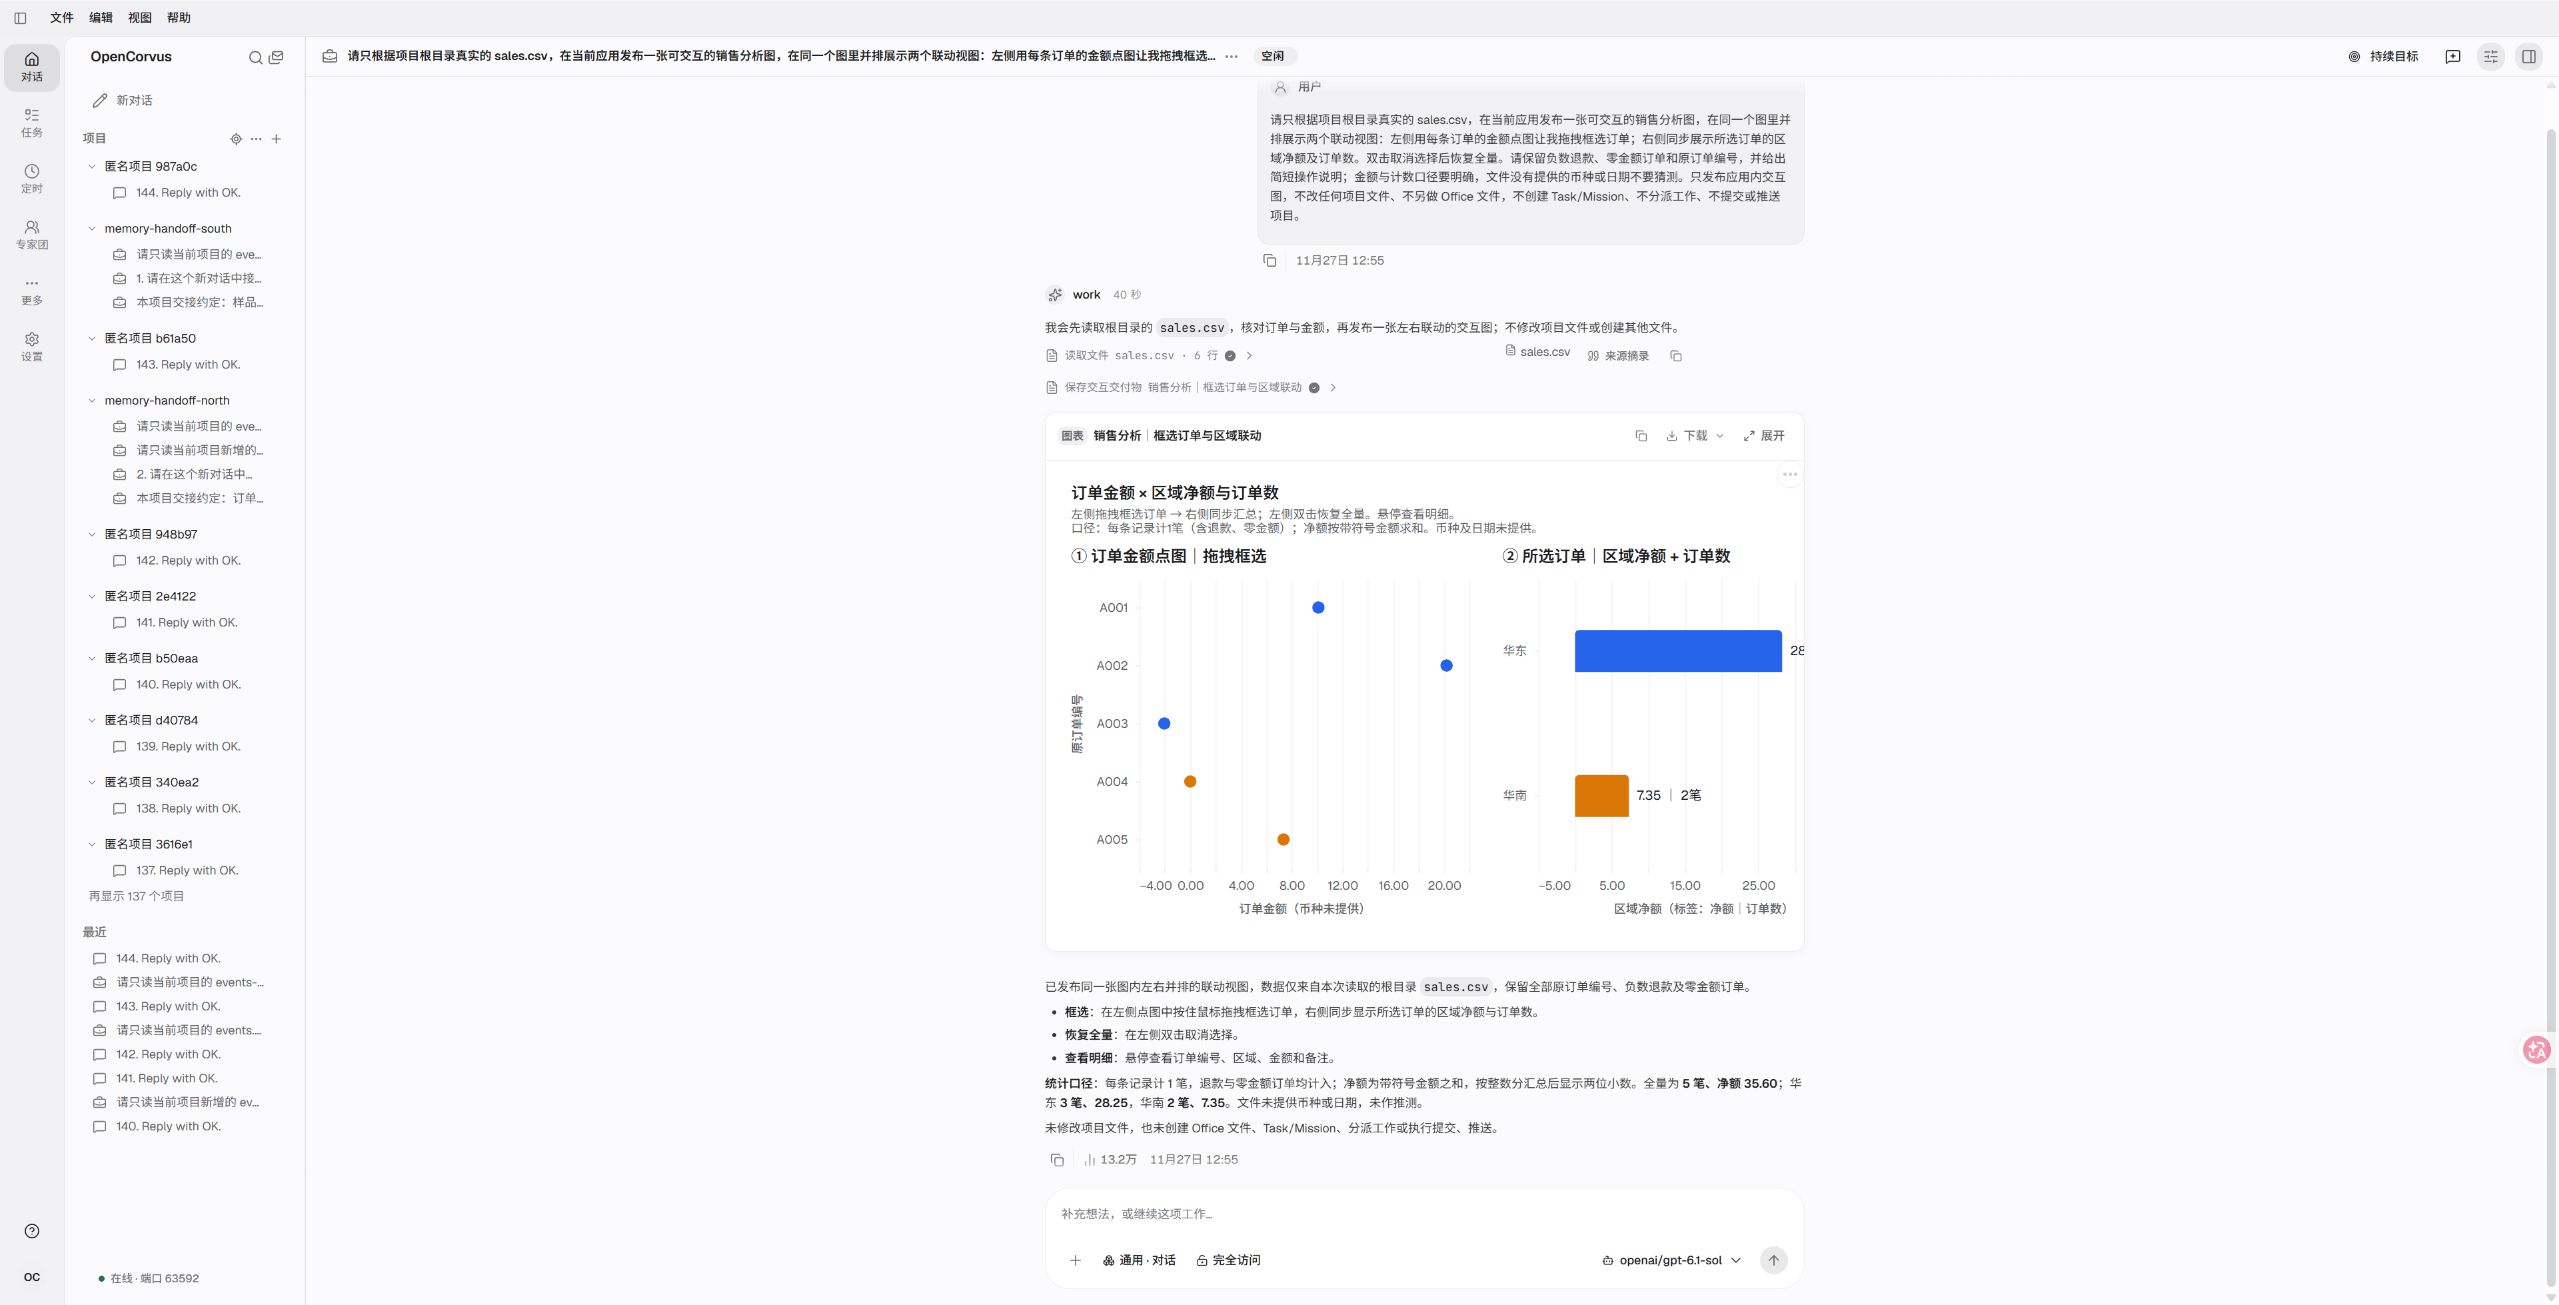 文件 编辑 视图 帮助
对话
任务
定时
专家团
更多
设置
OC
OpenCorvus
新对话
项目
匿名项目 987a0c
144. Reply with OK.
memory-handoff-south
请只读当前项目的 eve...
1. 请在这个新对话中接...
本项目交接约定：样品...
匿名项目 b61a50
143. Reply with OK.
memory-handoff-north
请只读当前项目的 eve...
请只读当前项目新增的...
2. 请在这个新对话中...
本项目交接约定：订单...
匿名项目 948b97
142. Reply with OK.
匿名项目 2e4122
141. Reply with OK.
匿名项目 b50eaa
140. Reply with OK.
匿名项目 d40784
139. Reply with OK.
匿名项目 340ea2
138. Reply with OK.
匿名项目 3616e1
137. Reply with OK.
再显示 137 个项目
最近
144. Reply with OK.
请只读当前项目的 events-...
143. Reply with OK.
请只读当前项目的 events....
142. Reply with OK.
141. Reply with OK.
请只读当前项目新增的 ev...
140. Reply with OK.
在线 · 端口 63592
请只根据项目根目录真实的 sales.csv，在当前应用发布一张可交互的销售分析图，在同一个图里并排展示两个联动视图：左侧用每条订单的金额点图让我拖拽框选... 空闲
持续目标
用户
请只根据项目根目录真实的 sales.csv，在当前应用发布一张可交互的销售分析图，在同一个图里并
排展示两个联动视图：左侧用每条订单的金额点图让我拖拽框选订单；右侧同步展示所选订单的区
域净额及订单数。双击取消选择后恢复全量。请保留负数退款、零金额订单和原订单编号，并给出
简短操作说明；金额与计数口径要明确，文件没有提供的币种或日期不要猜测。只发布应用内交互
图，不改任何项目文件、不另做 Office 文件，不创建 Task/Mission、不分派工作、不提交或推送
项目。
11月27日 12:55
work 40 秒
我会先读取根目录的 sales.csv，核对订单与金额，再发布一张左右联动的交互图；不修改项目文件或创建其他文件。
读取文件 sales.csv · 6 行
sales.csv 来源摘录
保存交互交付物 销售分析｜框选订单与区域联动
图表 销售分析｜框选订单与区域联动
下载 展开
订单金额 × 区域净额与订单数
左侧拖拽框选订单 → 右侧同步汇总；左侧双击恢复全量。悬停查看明细。
口径：每条记录计1笔（含退款、零金额）；净额按带符号金额求和。币种及日期未提供。
① 订单金额点图｜拖拽框选
原订单编号
A001
A002
A003
A004
A005
−4.00 0.00 4.00 8.00 12.00 16.00 20.00
订单金额（币种未提供）
② 所选订单｜区域净额 + 订单数
华东 28
华南 7.35 ｜ 2笔
−5.00 5.00 15.00 25.00
区域净额（标签：净额｜订单数）
已发布同一张图内左右并排的联动视图，数据仅来自本次读取的根目录 sales.csv，保留全部原订单编号、负数退款及零金额订单。
• 框选：在左侧点图中按住鼠标拖拽框选订单，右侧同步显示所选订单的区域净额与订单数。
• 恢复全量：在左侧双击取消选择。
• 查看明细：悬停查看订单编号、区域、金额和备注。
统计口径：每条记录计 1 笔，退款与零金额订单均计入；净额为带符号金额之和，按整数分汇总后显示两位小数。全量为 5 笔、净额 35.60；华
东 3 笔、28.25，华南 2 笔、7.35。文件未提供币种或日期，未作推测。
未修改项目文件，也未创建 Office 文件、Task/Mission、分派工作或执行提交、推送。
13.2万 11月27日 12:55
补充想法，或继续这项工作...
通用 · 对话 完全访问 openai/gpt-6.1-sol